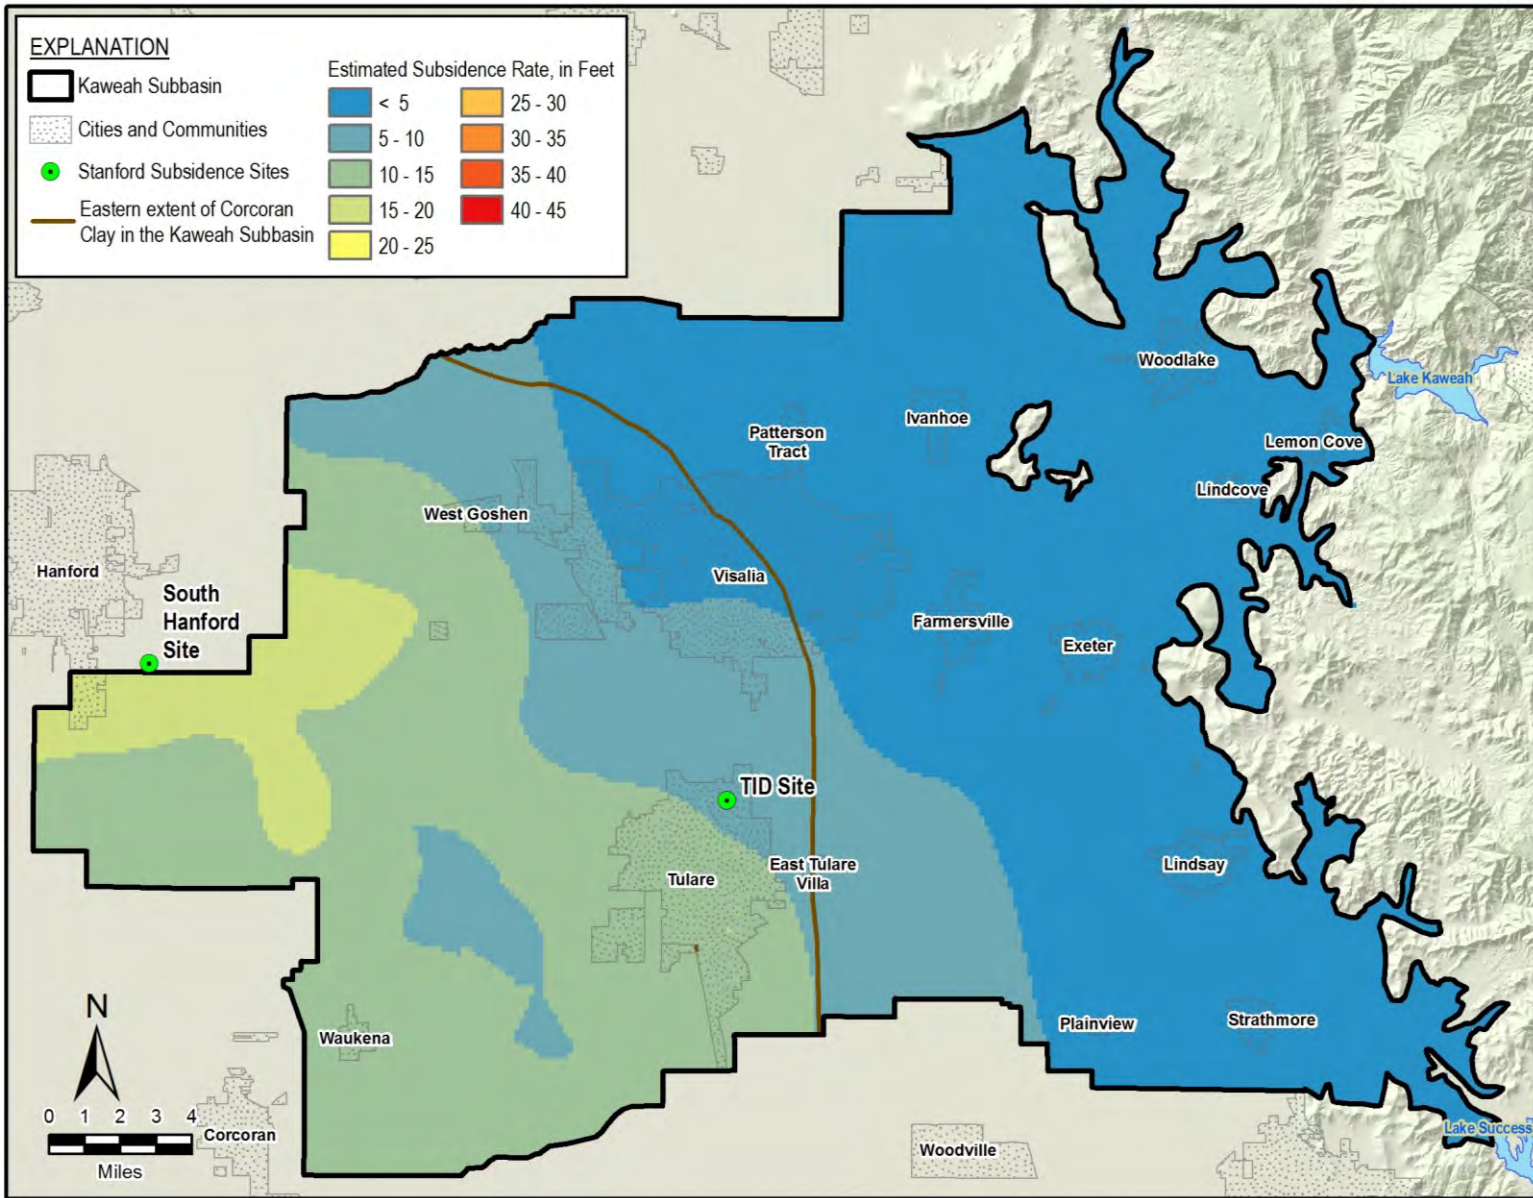 EXPLANATION
Kaweah Subbasin
Cities and Communities
Stanford Subsidence Sites
Eastern extent of Corcoran
Clay in the Kaweah Subbasin
Estimated Subsidence Rate, in Feet
< 5
5 - 10
10 - 15
15 - 20
20 - 25
25 - 30
30 - 35
35 - 40
40 - 45
Woodlake
Lake Kaweah
Ivanhoe
Patterson
Tract
Lemon Cove
Lindcove
West Goshen
Hanford
Visalia
South
Hanford
Site
Farmersville
Exeter
TID Site
East Tulare
Villa
Tulare
Lindsay
Plainview
Strathmore
Waukena
N
0 1 2 3 4
Miles
Corcoran
Woodville
Lake Success